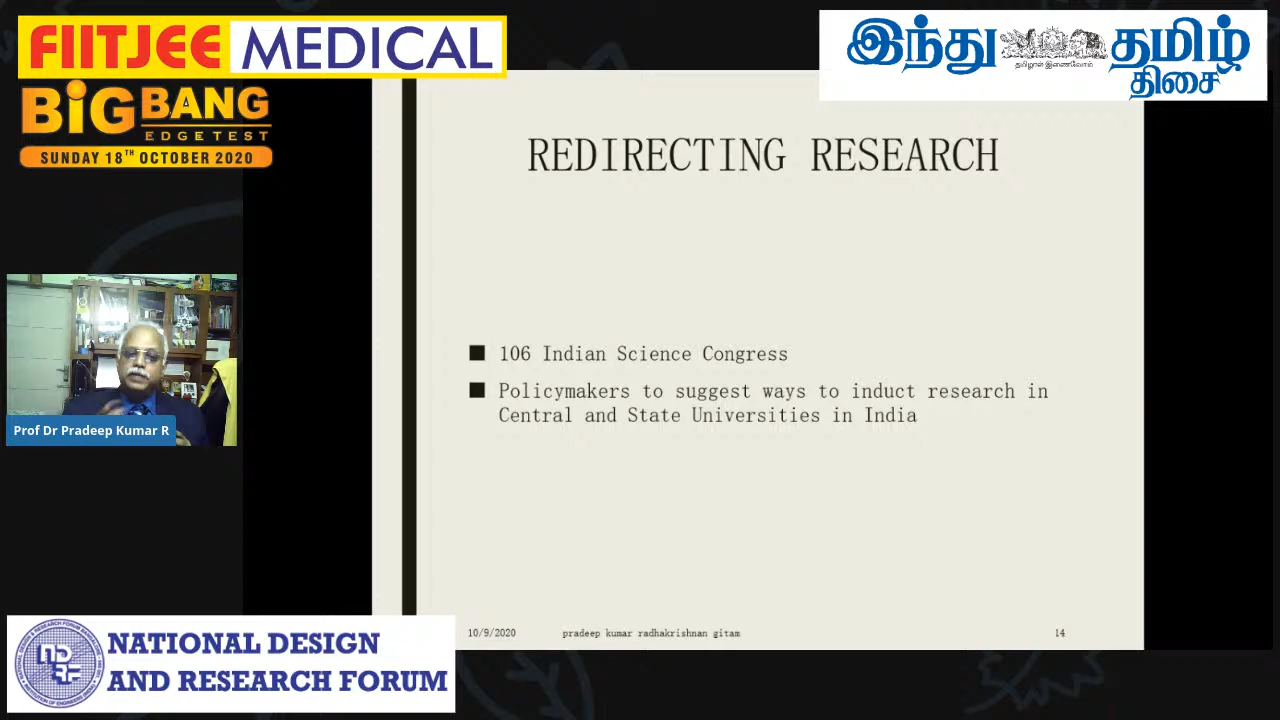 FIITJEE MEDICAL
BIG BANG
EDGE TEST
SUNDAY 18TH OCTOBER 2020
இந்து தமிழ்
தமிழால் இணைவோம்
திசை
REDIRECTING RESEARCH
106 Indian Science Congress
Policymakers to suggest ways to induct research in
Central and State Universities in India
Prof Dr Pradeep Kumar R
10/9/2020 pradeep kumar radhakrishnan gitam 14
NATIONAL DESIGN
AND RESEARCH FORUM